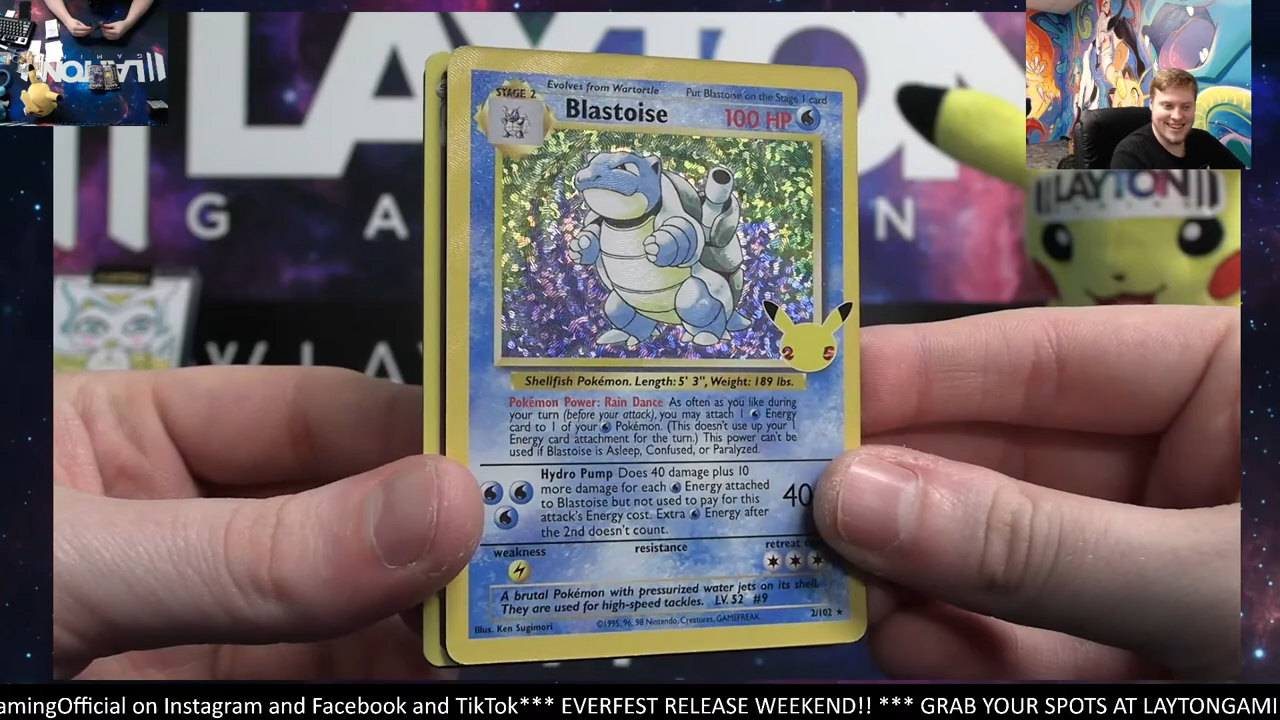 LAYTON
G A N
LAYTON
STAGE 2
Evolves from Wartortle
Put Blastoise on the Stage 1 card
Blastoise
100 HP
25
Shellfish Pokémon. Length: 5' 3", Weight: 189 lbs.
Pokémon Power: Rain Dance As often as you like during
your turn (before your attack), you may attach 1 Energy
card to 1 of your Pokémon. (This doesn't use up your 1
Energy card attachment for the turn.) This power can't be
used if Blastoise is Asleep, Confused, or Paralyzed.
Hydro Pump Does 40 damage plus 10
more damage for each Energy attached
to Blastoise but not used to pay for this
attack's Energy cost. Extra Energy after
the 2nd doesn't count.
40
weakness
resistance
retreat
A brutal Pokémon with pressurized water jets on its shell.
They are used for high-speed tackles. LV. 52 #9
Illus. Ken Sugimori
©1995, 96, 98 Nintendo, Creatures, GAMEFREAK.
2/102 ★
amingOfficial on Instagram and Facebook and TikTok*** EVERFEST RELEASE WEEKEND!! *** GRAB YOUR SPOTS AT LAYTONGAMI